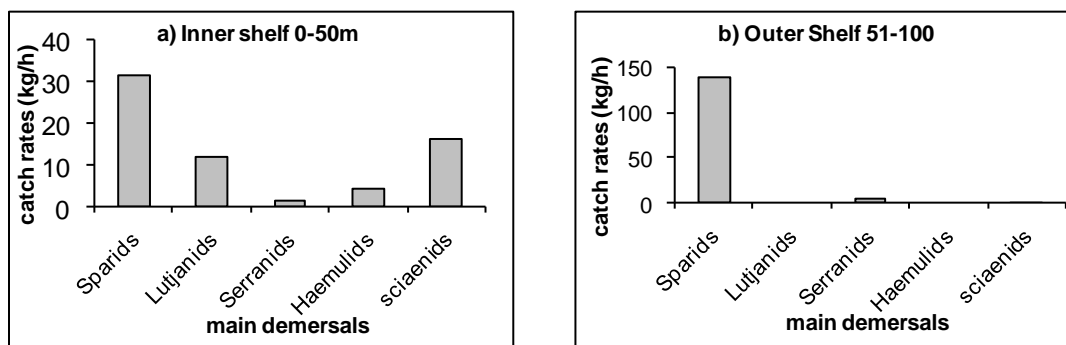 a) Inner shelf 0-50m
catch rates (kg/h)
40
30
20
10
0
Sparids
Lutjanids
Serranids
Haemulids
sciaenids
main demersals
b) Outer Shelf 51-100
catch rates (kg/h)
150
100
50
0
Sparids
Lutjanids
Serranids
Haemulids
sciaenids
main demersals